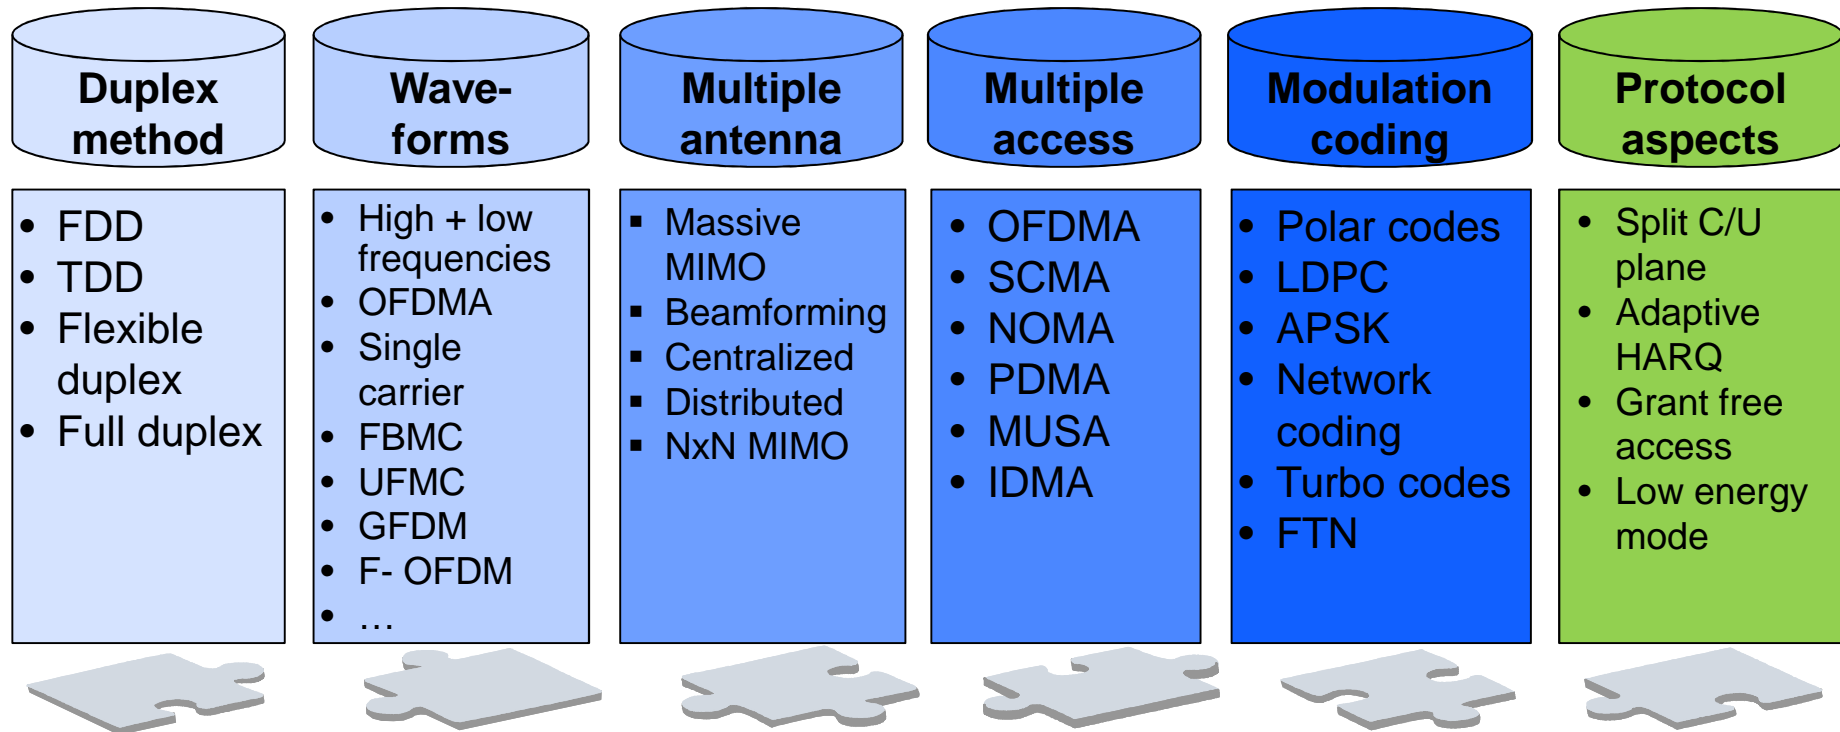 Duplex
method
• FDD
• TDD
• Flexible
duplex
• Full duplex
Wave-
forms
• High + low
frequencies
• OFDMA
• Single
carrier
• FBMC
• UFMC
• GFDM
• F- OFDM
• …
Multiple
antenna
▪ Massive
MIMO
▪ Beamforming
▪ Centralized
▪ Distributed
▪ NxN MIMO
Multiple
access
• OFDMA
• SCMA
• NOMA
• PDMA
• MUSA
• IDMA
Modulation
coding
• Polar codes
• LDPC
• APSK
• Network
coding
• Turbo codes
• FTN
Protocol
aspects
• Split C/U
plane
• Adaptive
HARQ
• Grant free
access
• Low energy
mode